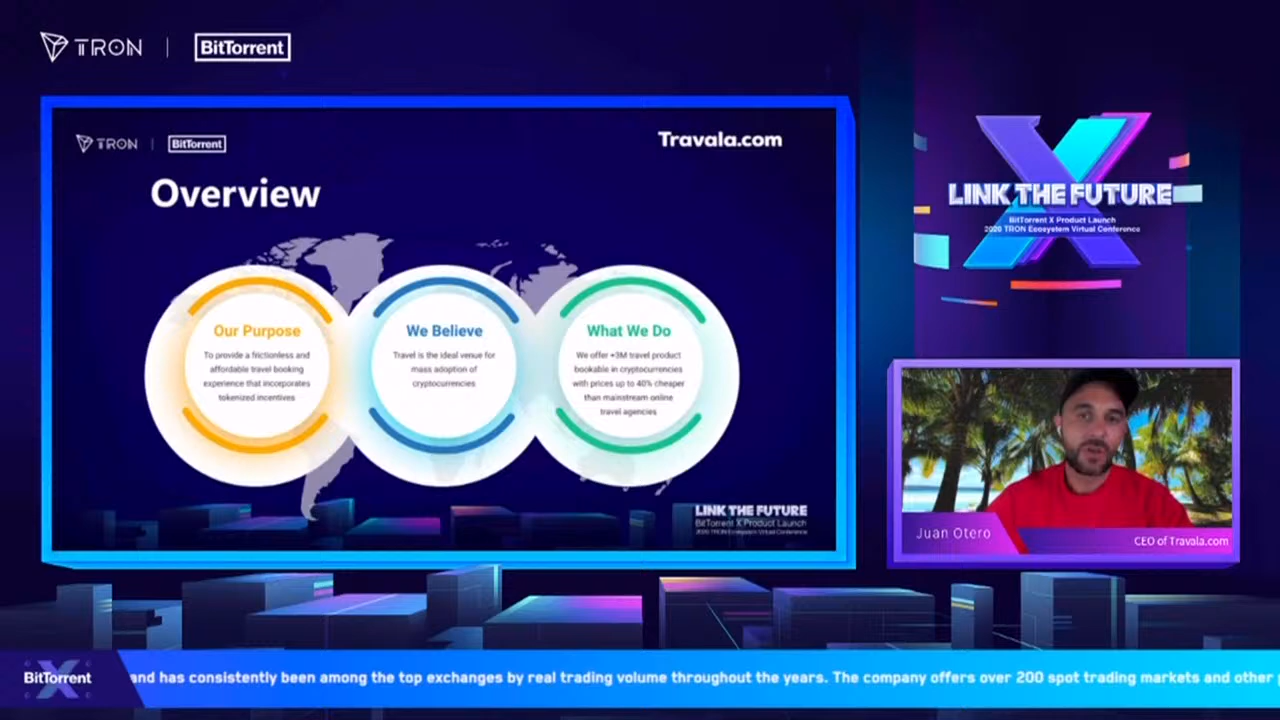 TRON | BitTorrent
TRON | BitTorrent
Travala.com
Overview
Our Purpose
To provide a frictionless and
affordable travel booking
experience that incorporates
tokenized incentives
We Believe
Travel is the ideal venue for
mass adoption of
cryptocurrencies
What We Do
We offer +3M travel product
bookable in cryptocurrencies
with prices up to 40% cheaper
than mainstream online
travel agencies
LINK THE FUTURE
BitTorrent X Product Launch
2020 TRON Ecosystem Virtual Conference
LINK THE FUTURE
BitTorrent X Product Launch
2020 TRON Ecosystem Virtual Conference
Juan Otero
CEO of Travala.com
BitTorrent X
and has consistently been among the top exchanges by real trading volume throughout the years. The company offers over 200 spot trading markets and other